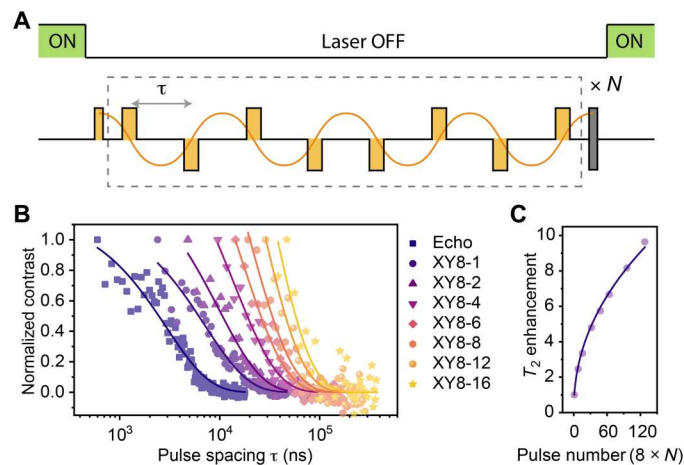 A
ON
Laser OFF
ON
τ
× N
B
Normalized contrast
1.0
0.8
0.6
0.4
0.2
0.0
10³
10⁴
10⁵
Pulse spacing τ (ns)
Echo
XY8-1
XY8-2
XY8-4
XY8-6
XY8-8
XY8-12
XY8-16
C
T₂ enhancement
10
8
6
4
2
0
0 40 80 120
Pulse number (8 × N)